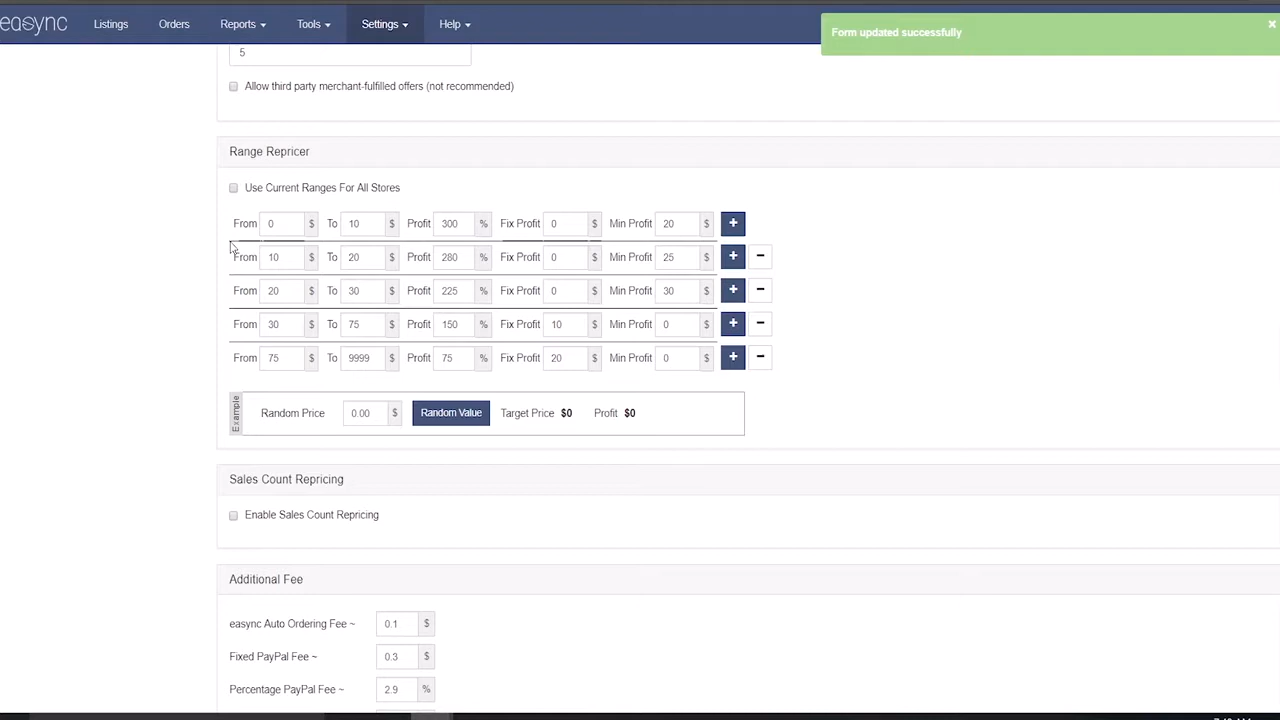 easync Listings Orders Reports Tools Settings Help
Form updated successfully ×
5
Allow third party merchant-fulfilled offers (not recommended)
Range Repricer
Use Current Ranges For All Stores
From 0 $ To 10 $ Profit 300 % Fix Profit 0 $ Min Profit 20 $ +
From 10 $ To 20 $ Profit 280 % Fix Profit 0 $ Min Profit 25 $ + −
From 20 $ To 30 $ Profit 225 % Fix Profit 0 $ Min Profit 30 $ + −
From 30 $ To 75 $ Profit 150 % Fix Profit 10 $ Min Profit 0 $ + −
From 75 $ To 9999 $ Profit 75 % Fix Profit 20 $ Min Profit 0 $ + −
Example Random Price 0.00 $ Random Value Target Price $0 Profit $0
Sales Count Repricing
Enable Sales Count Repricing
Additional Fee
easync Auto Ordering Fee ~ 0.1 $
Fixed PayPal Fee ~ 0.3 $
Percentage PayPal Fee ~ 2.9 %